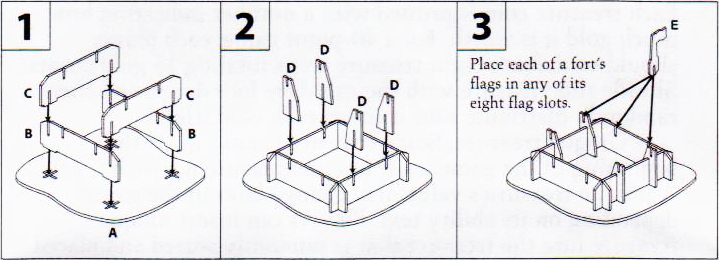 1
C
C
B
B
A
2
D
D
D
D
3
E
Place each of a fort's
flags in any of its
eight flag slots.